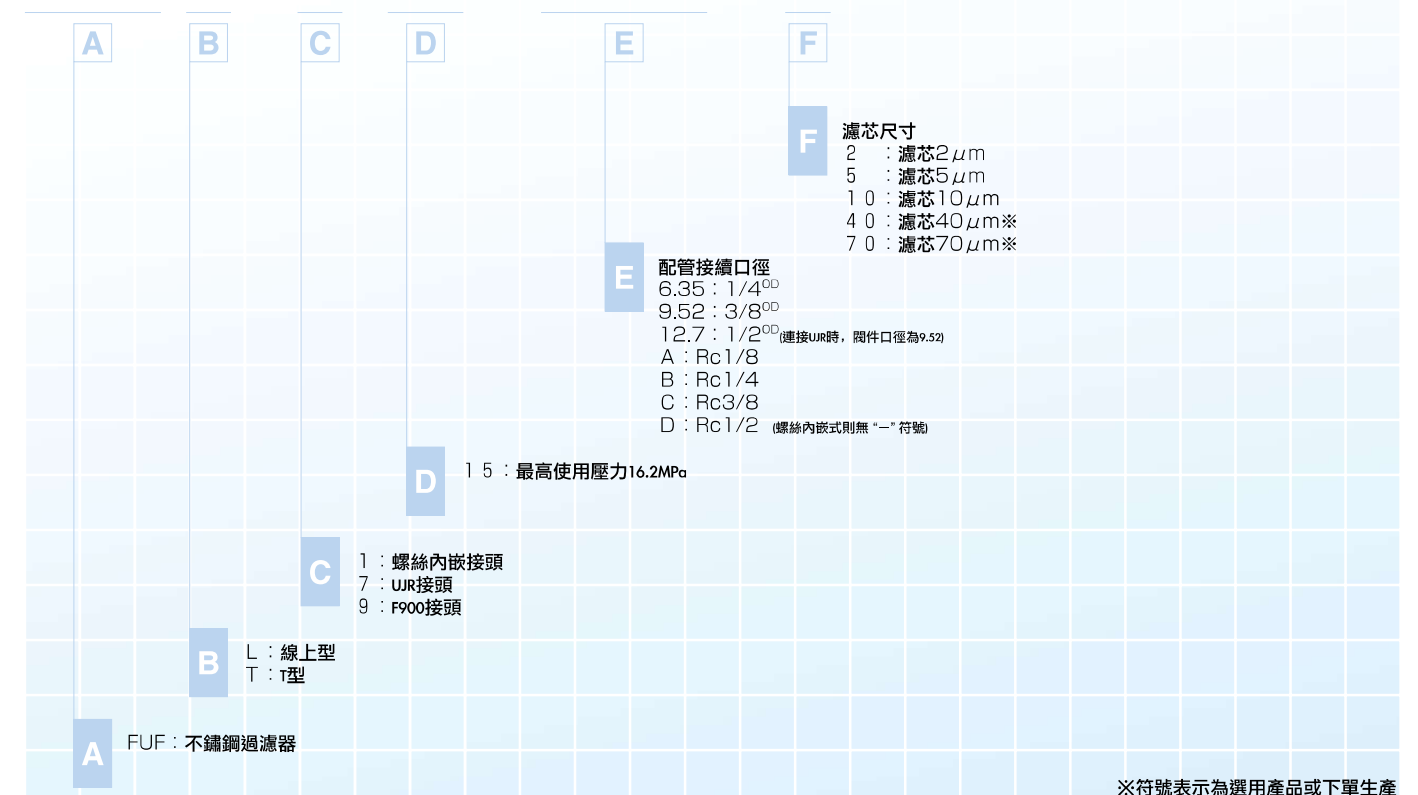 A B C D E F
F 濾芯尺寸
2 :濾芯2μm
5 :濾芯5μm
10:濾芯10μm
40:濾芯40μm※
70:濾芯70μm※
E 配管接續口徑
6.35:1/4OD
9.52:3/8OD
12.7:1/2OD(連接UJR時,閥件口徑為9.52)
A:Rc1/8
B:Rc1/4
C:Rc3/8
D:Rc1/2 (螺絲內嵌式則無 “—” 符號)
D 15:最高使用壓力16.2MPa
C 1:螺絲內嵌接頭
7:UJR接頭
9:F900接頭
B L:線上型
T:T型
A FUF:不鏽鋼過濾器
※符號表示為選用產品或下單生產